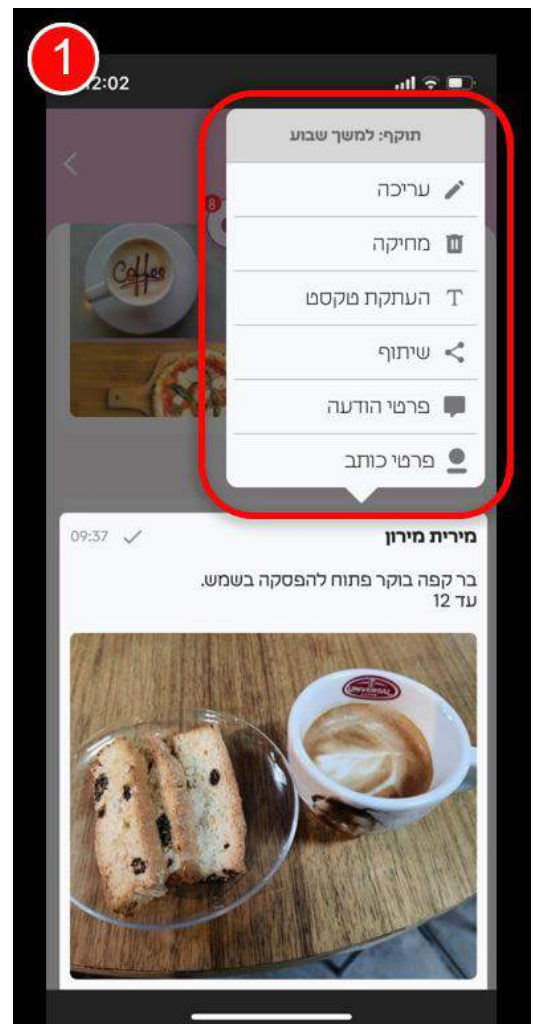 1
12:02
תוקף: למשך שבוע
עריכה
מחיקה
העתקת טקסט
T
שיתוף
פרטי הודעה
פרטי כותב
8
Coffee
מירית מירון
09:37
בר קפה בוקר פתוח להפסקה בשמש.
עד 12
UNIVERSAL